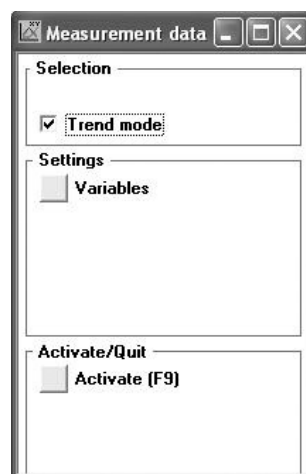 Measurement data
Selection
Trend mode
Settings
Variables
Activate/Quit
Activate (F9)